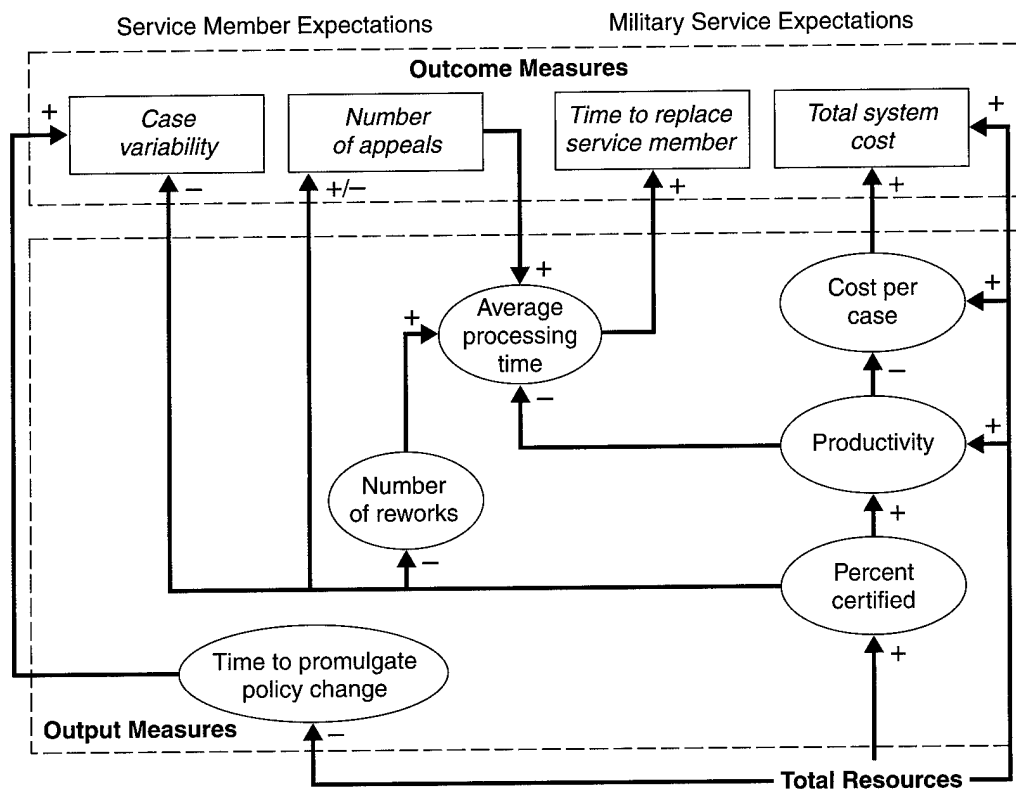 Service Member Expectations
Military Service Expectations
Outcome Measures
+
Case
variability
Number
of appeals
Time to replace
service member
Total system
cost
+
–
+/–
+
+
+
Average
processing
time
+
Cost per
case
+
–
–
Productivity
+
Number
of reworks
+
–
Percent
certified
Time to promulgate
policy change
+
Output Measures
–
Total Resources